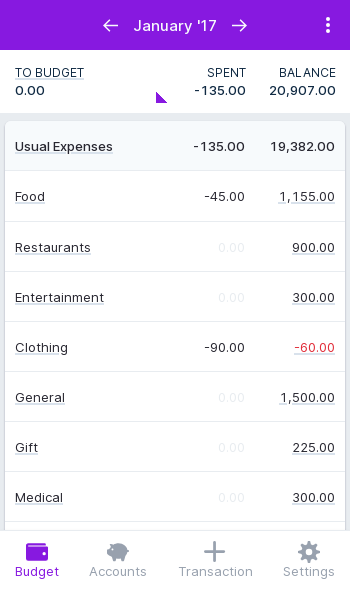 January '17
TO BUDGET SPENT BALANCE
0.00 -135.00 20,907.00
Usual Expenses -135.00 19,382.00
Food -45.00 1,155.00
Restaurants 0.00 900.00
Entertainment 0.00 300.00
Clothing -90.00 -60.00
General 0.00 1,500.00
Gift 0.00 225.00
Medical 0.00 300.00
Budget Accounts Transaction Settings